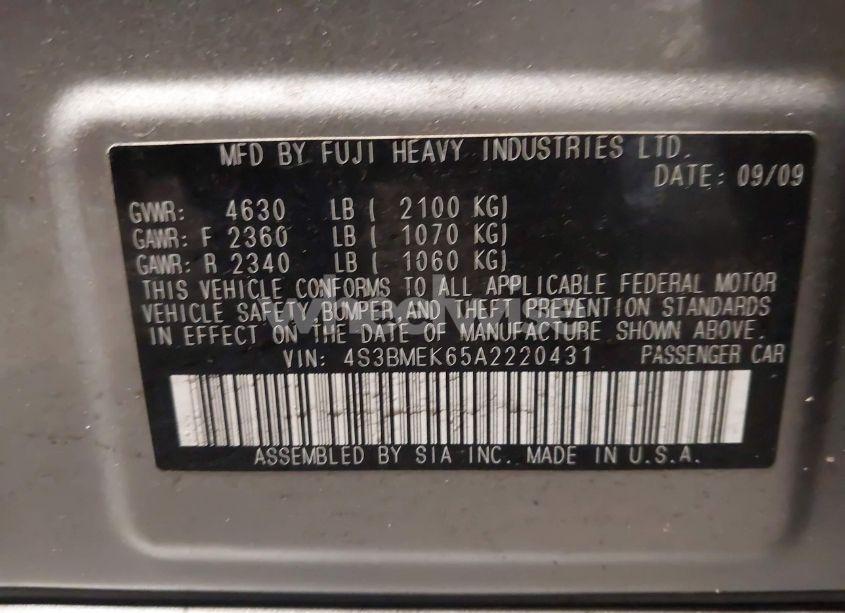 MFD BY FUJI HEAVY INDUSTRIES LTD.
DATE: 09/09
GVWR: 4630 LB ( 2100 KG)
GAWR: F 2360 LB ( 1070 KG)
GAWR: R 2340 LB ( 1060 KG)
THIS VEHICLE CONFORMS TO ALL APPLICABLE FEDERAL MOTOR
VEHICLE SAFETY,BUMPER,AND THEFT PREVENTION STANDARDS
IN EFFECT ON THE DATE OF MANUFACTURE SHOWN ABOVE.
VIN: 4S3BMEK65A2220431 PASSENGER CAR
ASSEMBLED BY SIA INC. MADE IN U.S.A.